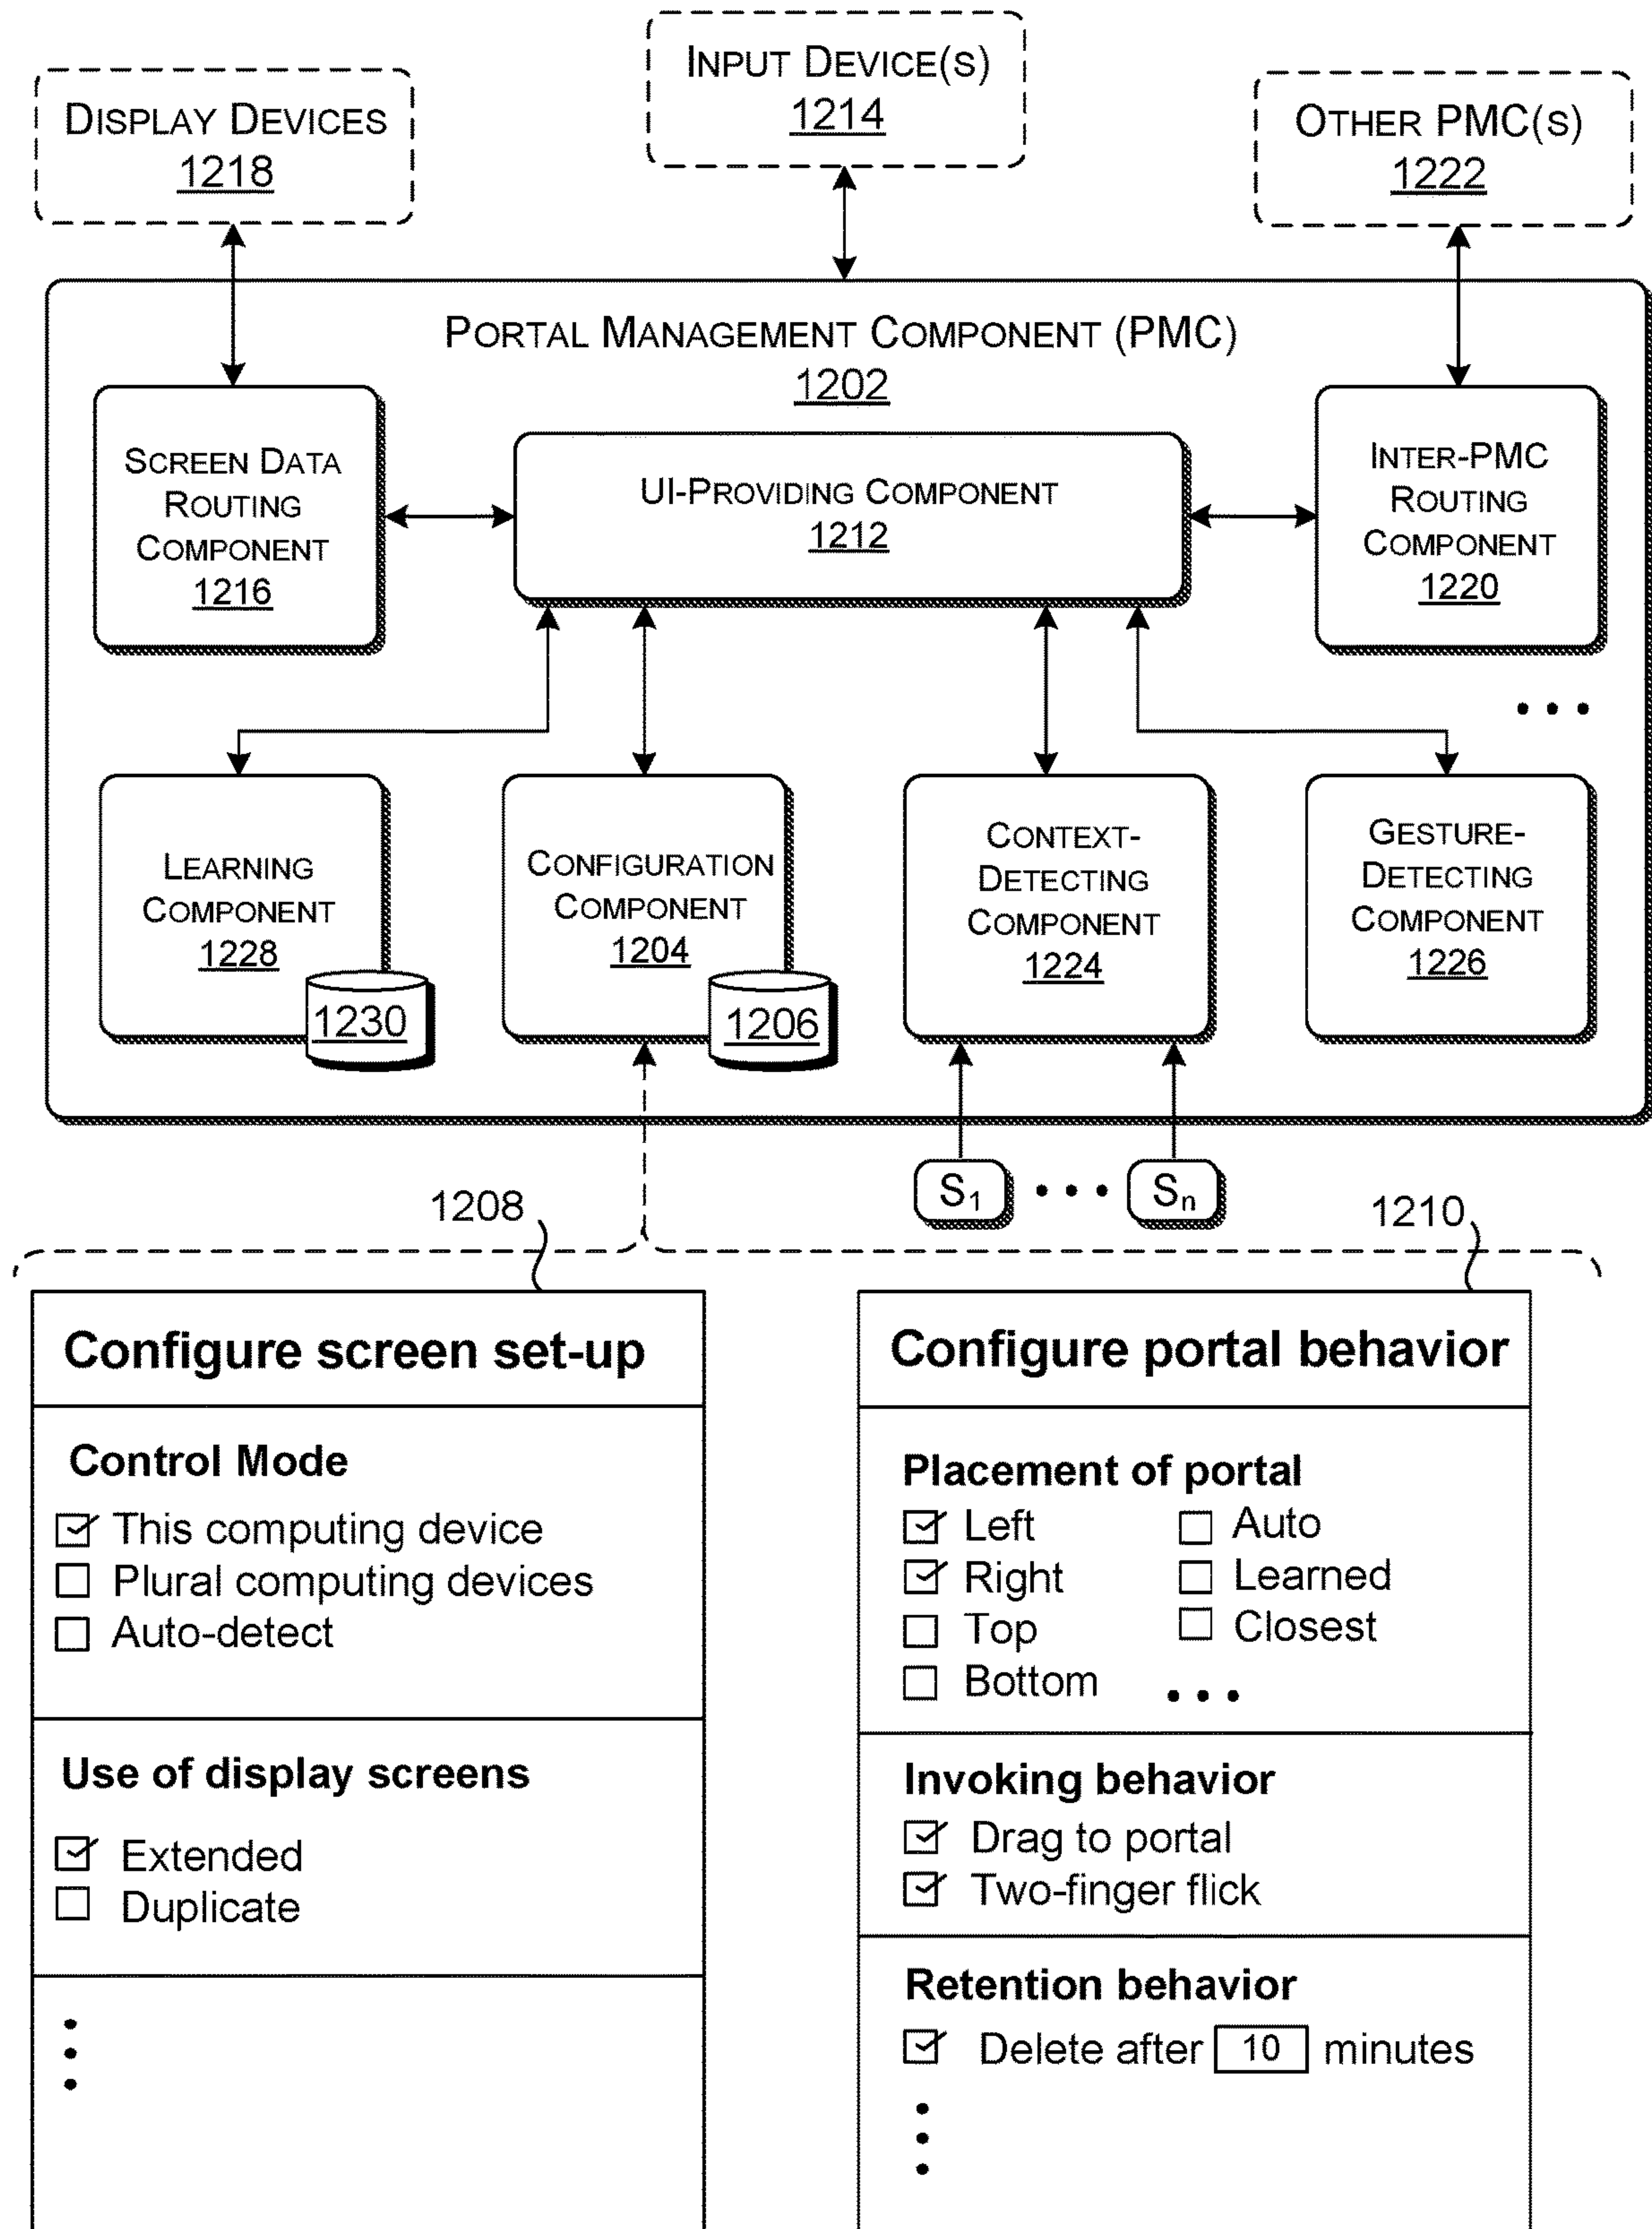 DISPLAY DEVICES
1218
INPUT DEVICE(S)
1214
OTHER PMC(S)
1222
PORTAL MANAGEMENT COMPONENT (PMC)
1202
SCREEN DATA
ROUTING
COMPONENT
1216
UI-PROVIDING COMPONENT
1212
INTER-PMC
ROUTING
COMPONENT
1220
• • •
LEARNING
COMPONENT
1228
1230
CONFIGURATION
COMPONENT
1204
1206
CONTEXT-
DETECTING
COMPONENT
1224
GESTURE-
DETECTING
COMPONENT
1226
S1 • • • Sn
1208
1210
Configure screen set-up
Control Mode
This computing device
Plural computing devices
Auto-detect
Use of display screens
Extended
Duplicate
Configure portal behavior
Placement of portal
Left
Right
Top
Bottom
Auto
Learned
Closest
• • •
Invoking behavior
Drag to portal
Two-finger flick
Retention behavior
Delete after 10 minutes